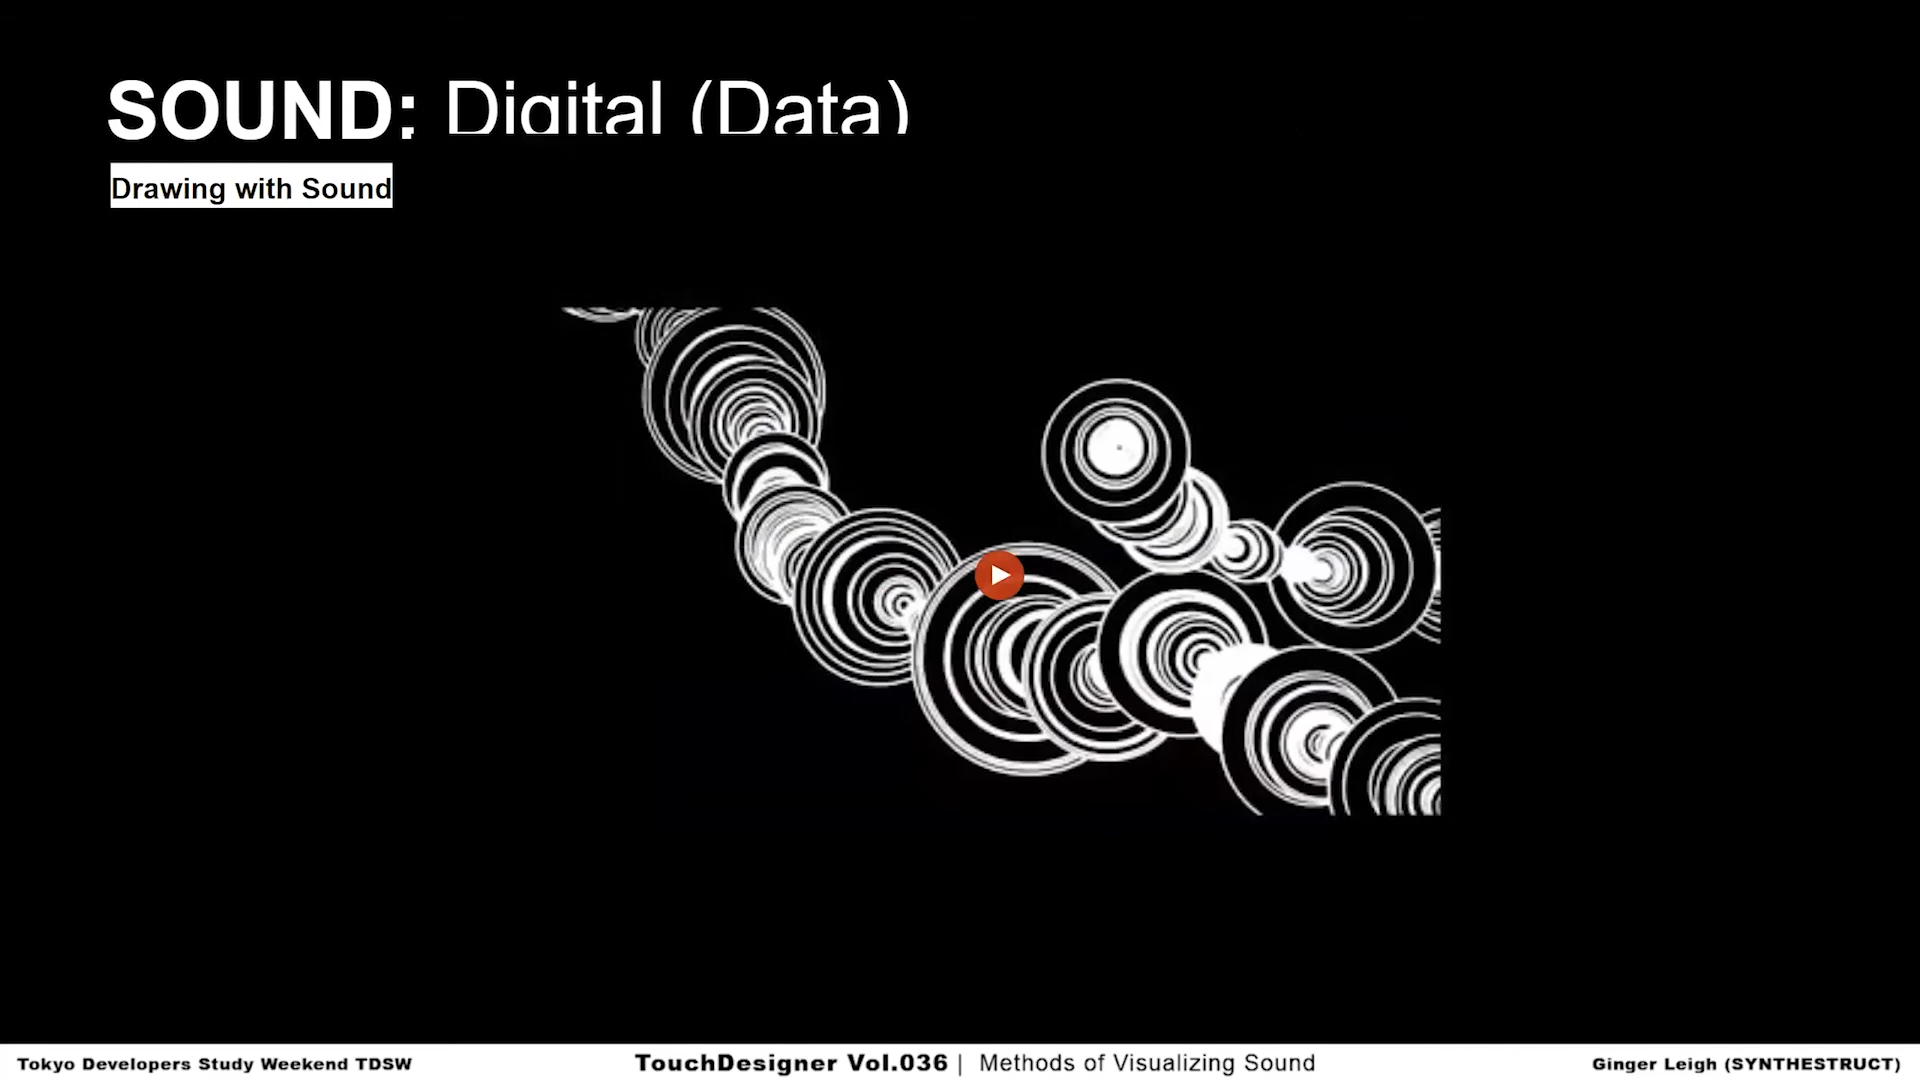 SOUND: Digital (Data)
Drawing with Sound
Tokyo Developers Study Weekend TDSW
TouchDesigner Vol.036 | Methods of Visualizing Sound
Ginger Leigh (SYNTHESTRUCT)